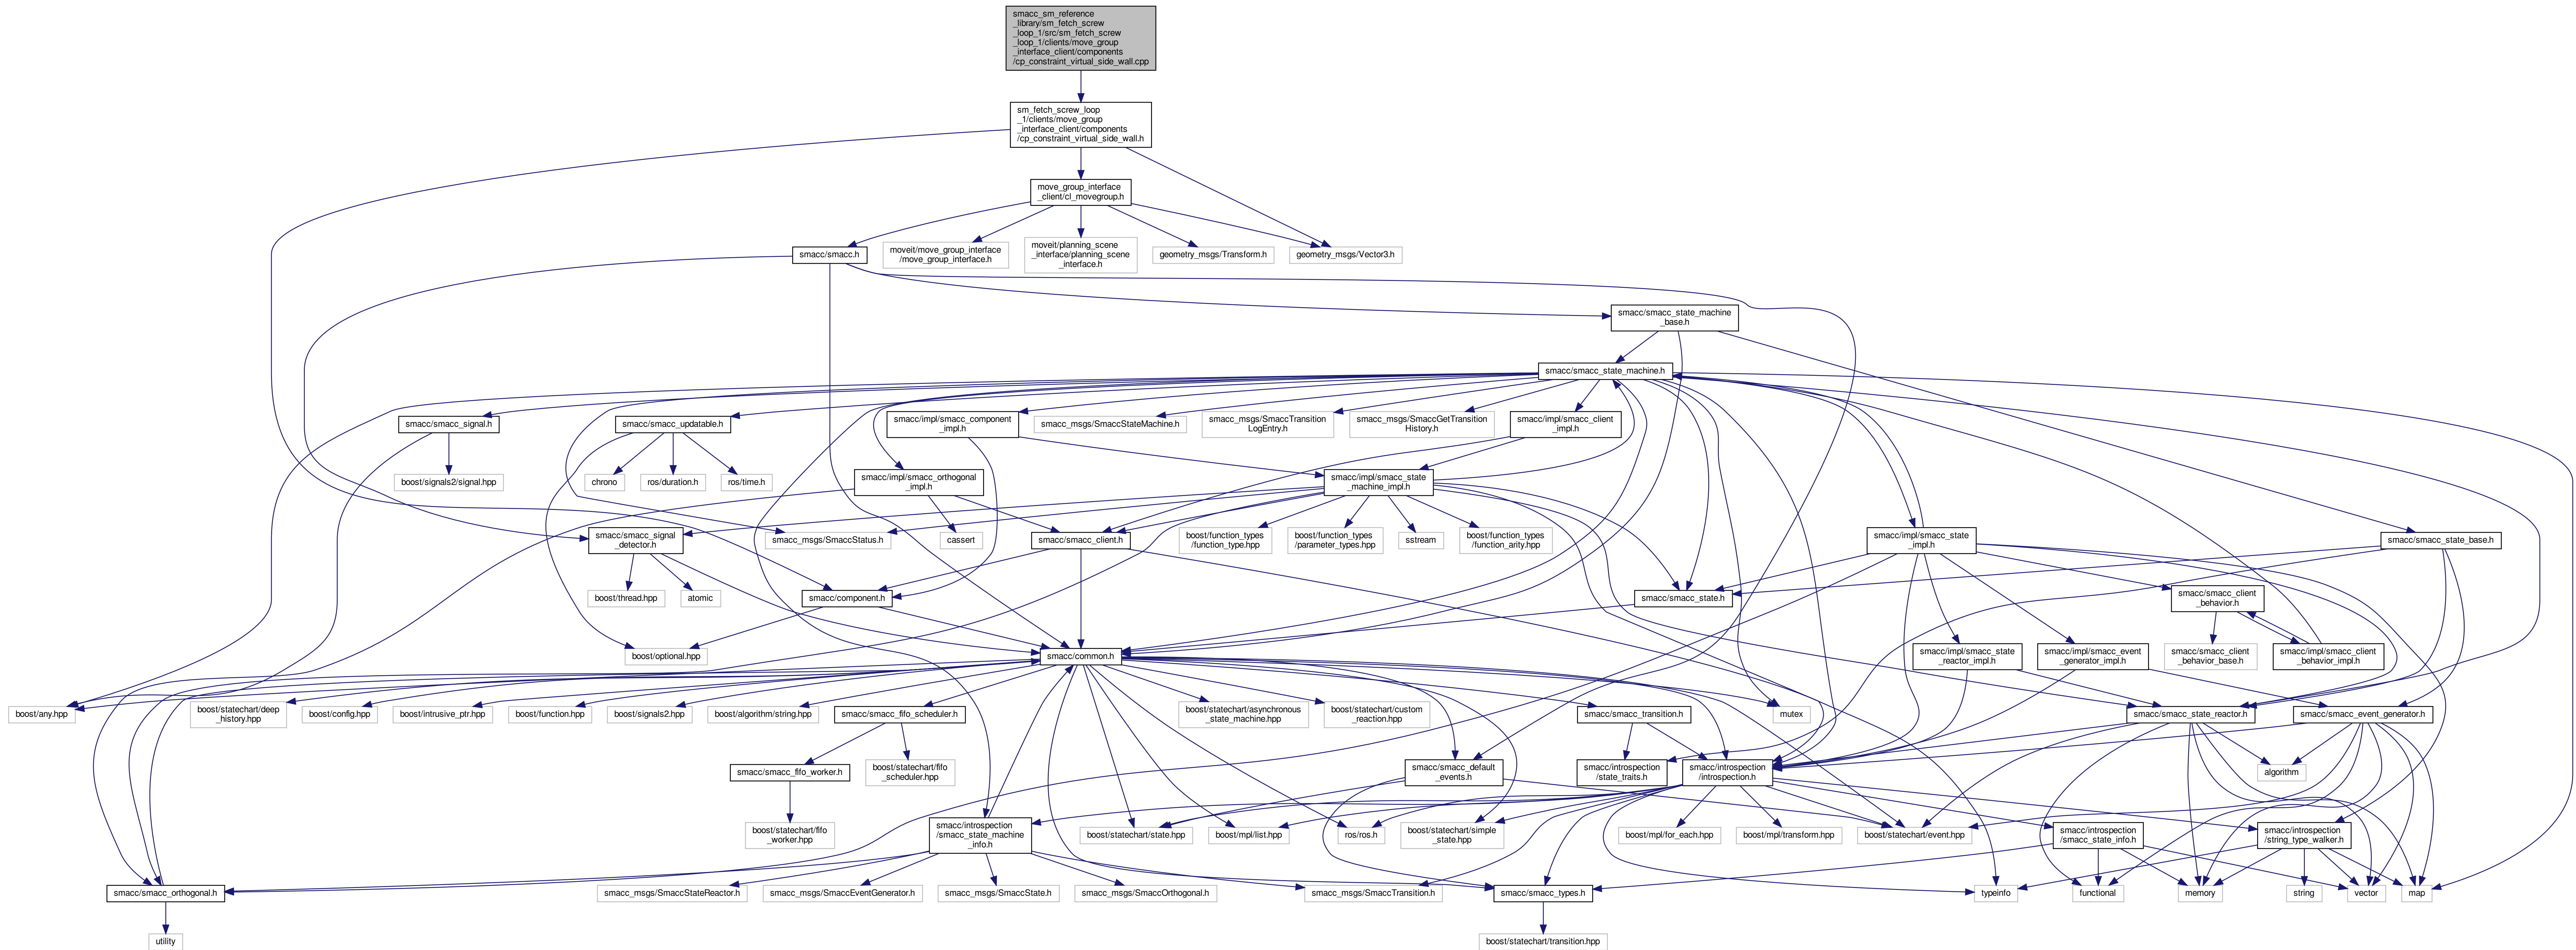 smacc_sm_reference
_library/sm_fetch_screw
_loop_1/src/sm_fetch_screw
_loop_1/clients/move_group
_interface_client/components
/cp_constraint_virtual_side_wall.cpp
sm_fetch_screw_loop
_1/clients/move_group
_interface_client/components
/cp_constraint_virtual_side_wall.h
move_group_interface
_client/cl_movegroup.h
smacc/smacc.h
moveit/move_group_interface
/move_group_interface.h
moveit/planning_scene
_interface/planning_scene
_interface.h
geometry_msgs/Transform.h
geometry_msgs/Vector3.h
smacc/smacc_state_machine
_base.h
smacc/smacc_state_machine.h
smacc/smacc_signal.h
smacc/smacc_updatable.h
smacc/impl/smacc_component
_impl.h
smacc_msgs/SmaccStateMachine.h
smacc_msgs/SmaccTransition
LogEntry.h
smacc_msgs/SmaccGetTransition
History.h
smacc/impl/smacc_client
_impl.h
boost/signals2/signal.hpp
chrono
ros/duration.h
ros/time.h
smacc/impl/smacc_orthogonal
_impl.h
smacc/impl/smacc_state
_machine_impl.h
smacc/smacc_signal
_detector.h
smacc_msgs/SmaccStatus.h
cassert
smacc/smacc_client.h
boost/function_types
/function_type.hpp
boost/function_types
/parameter_types.hpp
sstream
boost/function_types
/function_arity.hpp
smacc/impl/smacc_state
_impl.h
smacc/smacc_state_base.h
boost/thread.hpp
atomic
smacc/component.h
smacc/smacc_state.h
smacc/smacc_client
_behavior.h
boost/optional.hpp
smacc/common.h
smacc/impl/smacc_state
_reactor_impl.h
smacc/impl/smacc_event
_generator_impl.h
smacc/smacc_client
_behavior_base.h
smacc/impl/smacc_client
_behavior_impl.h
boost/any.hpp
boost/statechart/deep
_history.hpp
boost/config.hpp
boost/intrusive_ptr.hpp
boost/function.hpp
boost/signals2.hpp
boost/algorithm/string.hpp
smacc/smacc_fifo_scheduler.h
boost/statechart/asynchronous
_state_machine.hpp
boost/statechart/custom
_reaction.hpp
smacc/smacc_transition.h
mutex
smacc/smacc_state_reactor.h
smacc/smacc_event_generator.h
smacc/smacc_fifo_worker.h
boost/statechart/fifo
_scheduler.hpp
smacc/smacc_default
_events.h
smacc/introspection
/state_traits.h
smacc/introspection
/introspection.h
algorithm
boost/statechart/fifo
_worker.hpp
smacc/introspection
/smacc_state_machine
_info.h
boost/statechart/state.hpp
boost/mpl/list.hpp
ros/ros.h
boost/statechart/simple
_state.hpp
boost/mpl/for_each.hpp
boost/mpl/transform.hpp
boost/statechart/event.hpp
smacc/introspection
/smacc_state_info.h
smacc/introspection
/string_type_walker.h
smacc/smacc_orthogonal.h
smacc_msgs/SmaccStateReactor.h
smacc_msgs/SmaccEventGenerator.h
smacc_msgs/SmaccState.h
smacc_msgs/SmaccOrthogonal.h
smacc_msgs/SmaccTransition.h
smacc/smacc_types.h
typeinfo
functional
memory
string
vector
map
utility
boost/statechart/transition.hpp